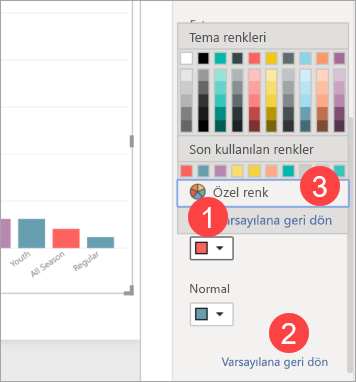 Tema renkleri
Son kullanılan renkler
Özel renk
3
1
Varsayılana geri dön
Youth
All Season
Regular
Normal
2
Varsayılana geri dön